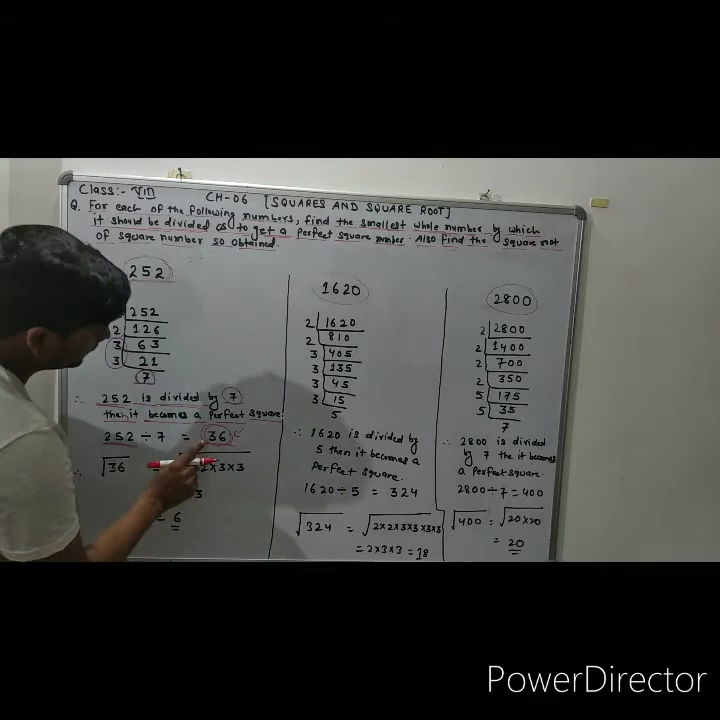 Class:- VIII
CH-06 [SQUARES AND SQUARE ROOT]
Q. For each of the following numbers, find the smallest whole number by which
it should be divided as to get a perfect square number. Also find the square root
of square number so obtained.
252
252
2 126
3 63
3 21
7
∴ 252 is divided by 7
then it becomes a perfect square.
252 ÷ 7 = 36
∴ √36 = 2×3×3
3
= 6
1620
2 1620
2 810
3 405
3 135
3 45
3 15
5
∴ 1620 is divided by
5 then it becomes a
perfect square.
1620 ÷ 5 = 324
√324 = √2×2×3×3×3×3
= 2×3×3 = 18
2800
2 2800
2 1400
2 700
2 350
5 175
5 35
7
∴ 2800 is divided
by 7 the it becomes
a perfect square.
2800 ÷ 7 = 400
√400 = √20×20
= 20
PowerDirector